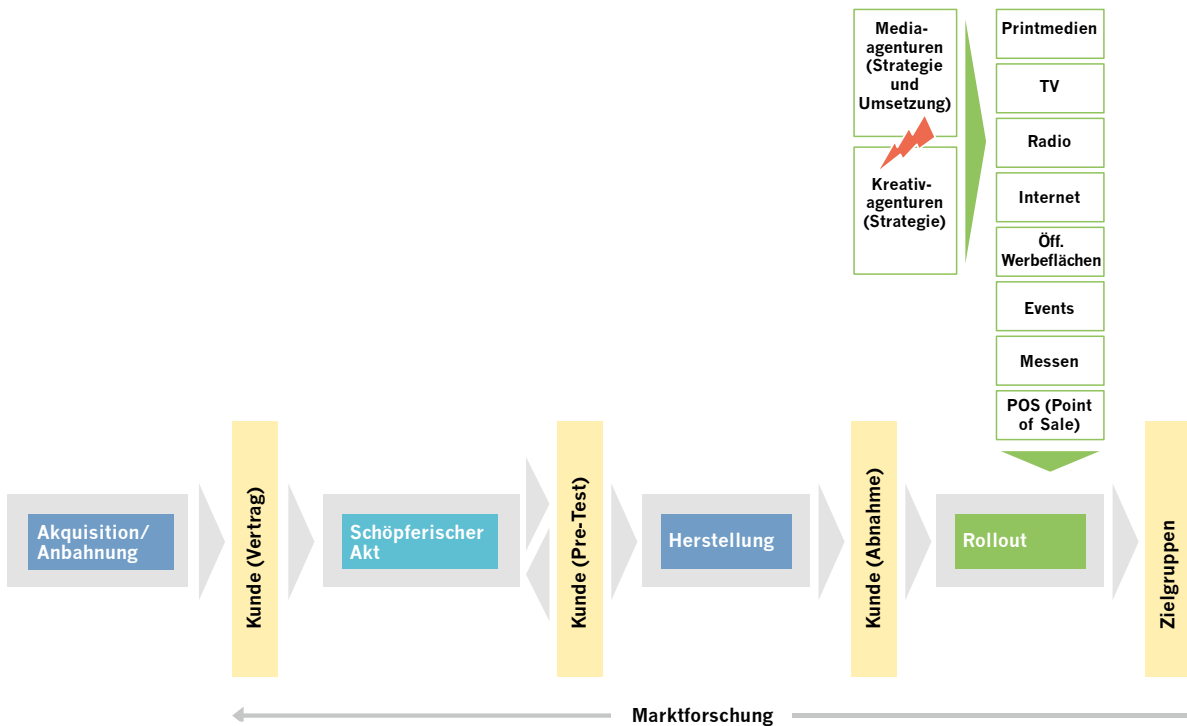 Media-
agenturen
(Strategie
und
Umsetzung)
Kreativ-
agenturen
(Strategie)
Printmedien
TV
Radio
Internet
Öff.
Werbeflächen
Events
Messen
POS (Point
of Sale)
Akquisition/
Anbahnung
Kunde (Vertrag)
Schöpferischer
Akt
Kunde (Pre-Test)
Herstellung
Kunde (Abnahme)
Rollout
Zielgruppen
Marktforschung